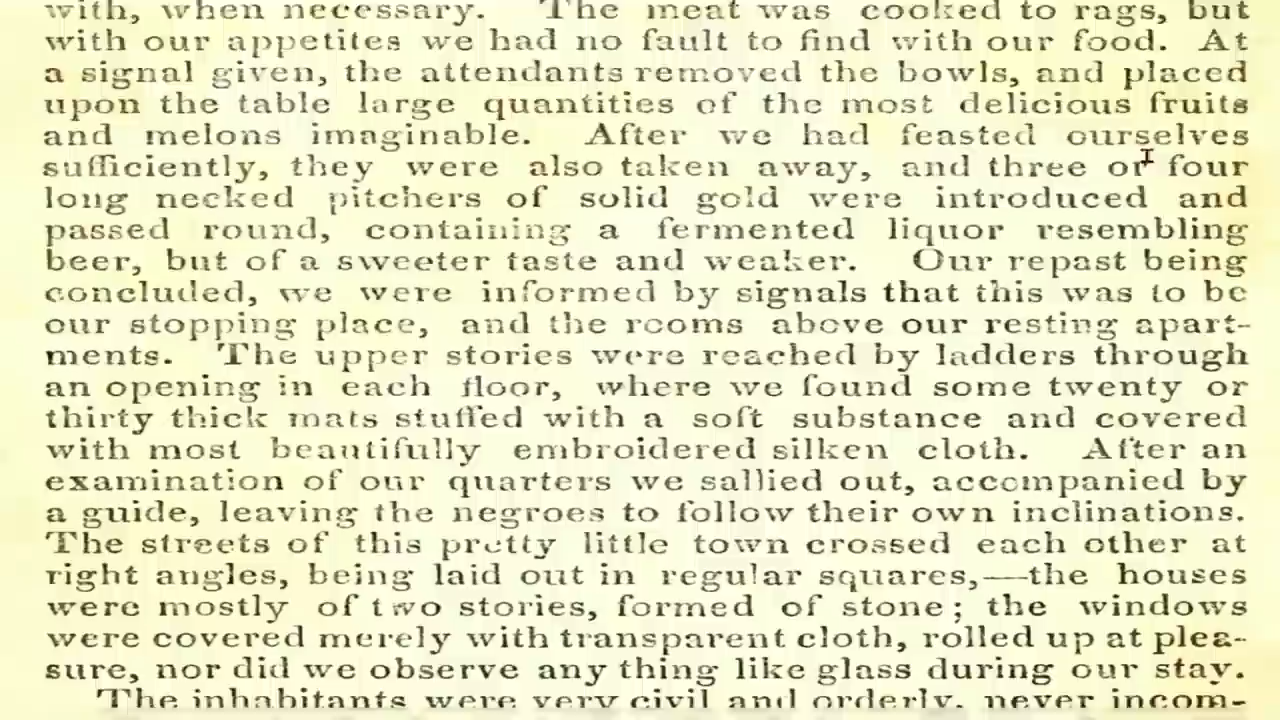 with, when necessary. The meat was cooked to rags, but
with our appetites we had no fault to find with our food. At
a signal given, the attendants removed the bowls, and placed
upon the table large quantities of the most delicious fruits
and melons imaginable. After we had feasted ourselves
sufficiently, they were also taken away, and three or four
long necked pitchers of solid gold were introduced and
passed round, containing a fermented liquor resembling
beer, but of a sweeter taste and weaker. Our repast being
concluded, we were informed by signals that this was to be
our stopping place, and the rooms above our resting apart-
ments. The upper stories were reached by ladders through
an opening in each floor, where we found some twenty or
thirty thick mats stuffed with a soft substance and covered
with most beautifully embroidered silken cloth. After an
examination of our quarters we sallied out, accompanied by
a guide, leaving the negroes to follow their own inclinations.
The streets of this pretty little town crossed each other at
right angles, being laid out in regular squares,—the houses
were mostly of two stories, formed of stone; the windows
were covered merely with transparent cloth, rolled up at plea-
sure, nor did we observe any thing like glass during our stay.
The inhabitants were very civil and orderly, never incom-